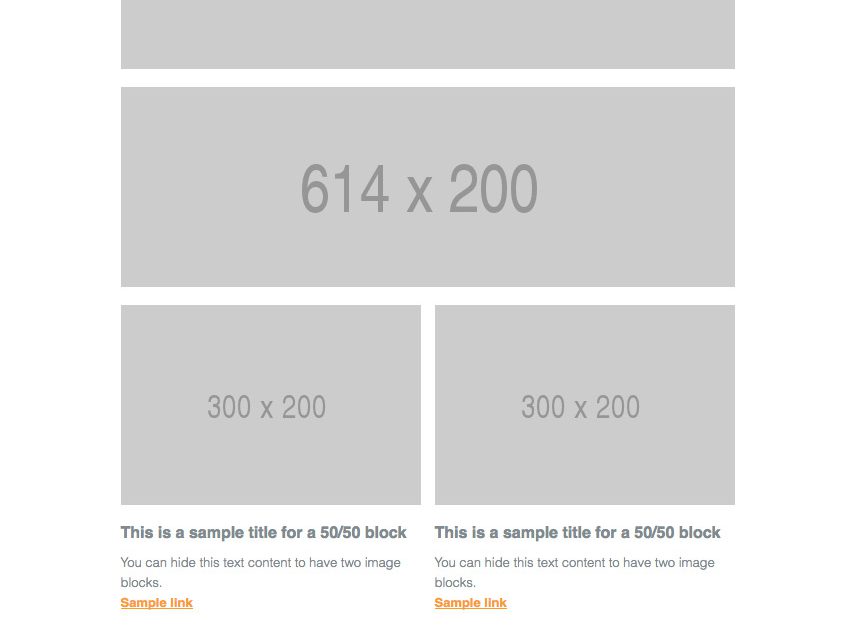 614 x 200
300 x 200
300 x 200
This is a sample title for a 50/50 block
You can hide this text content to have two image
blocks.
Sample link
This is a sample title for a 50/50 block
You can hide this text content to have two image
blocks.
Sample link